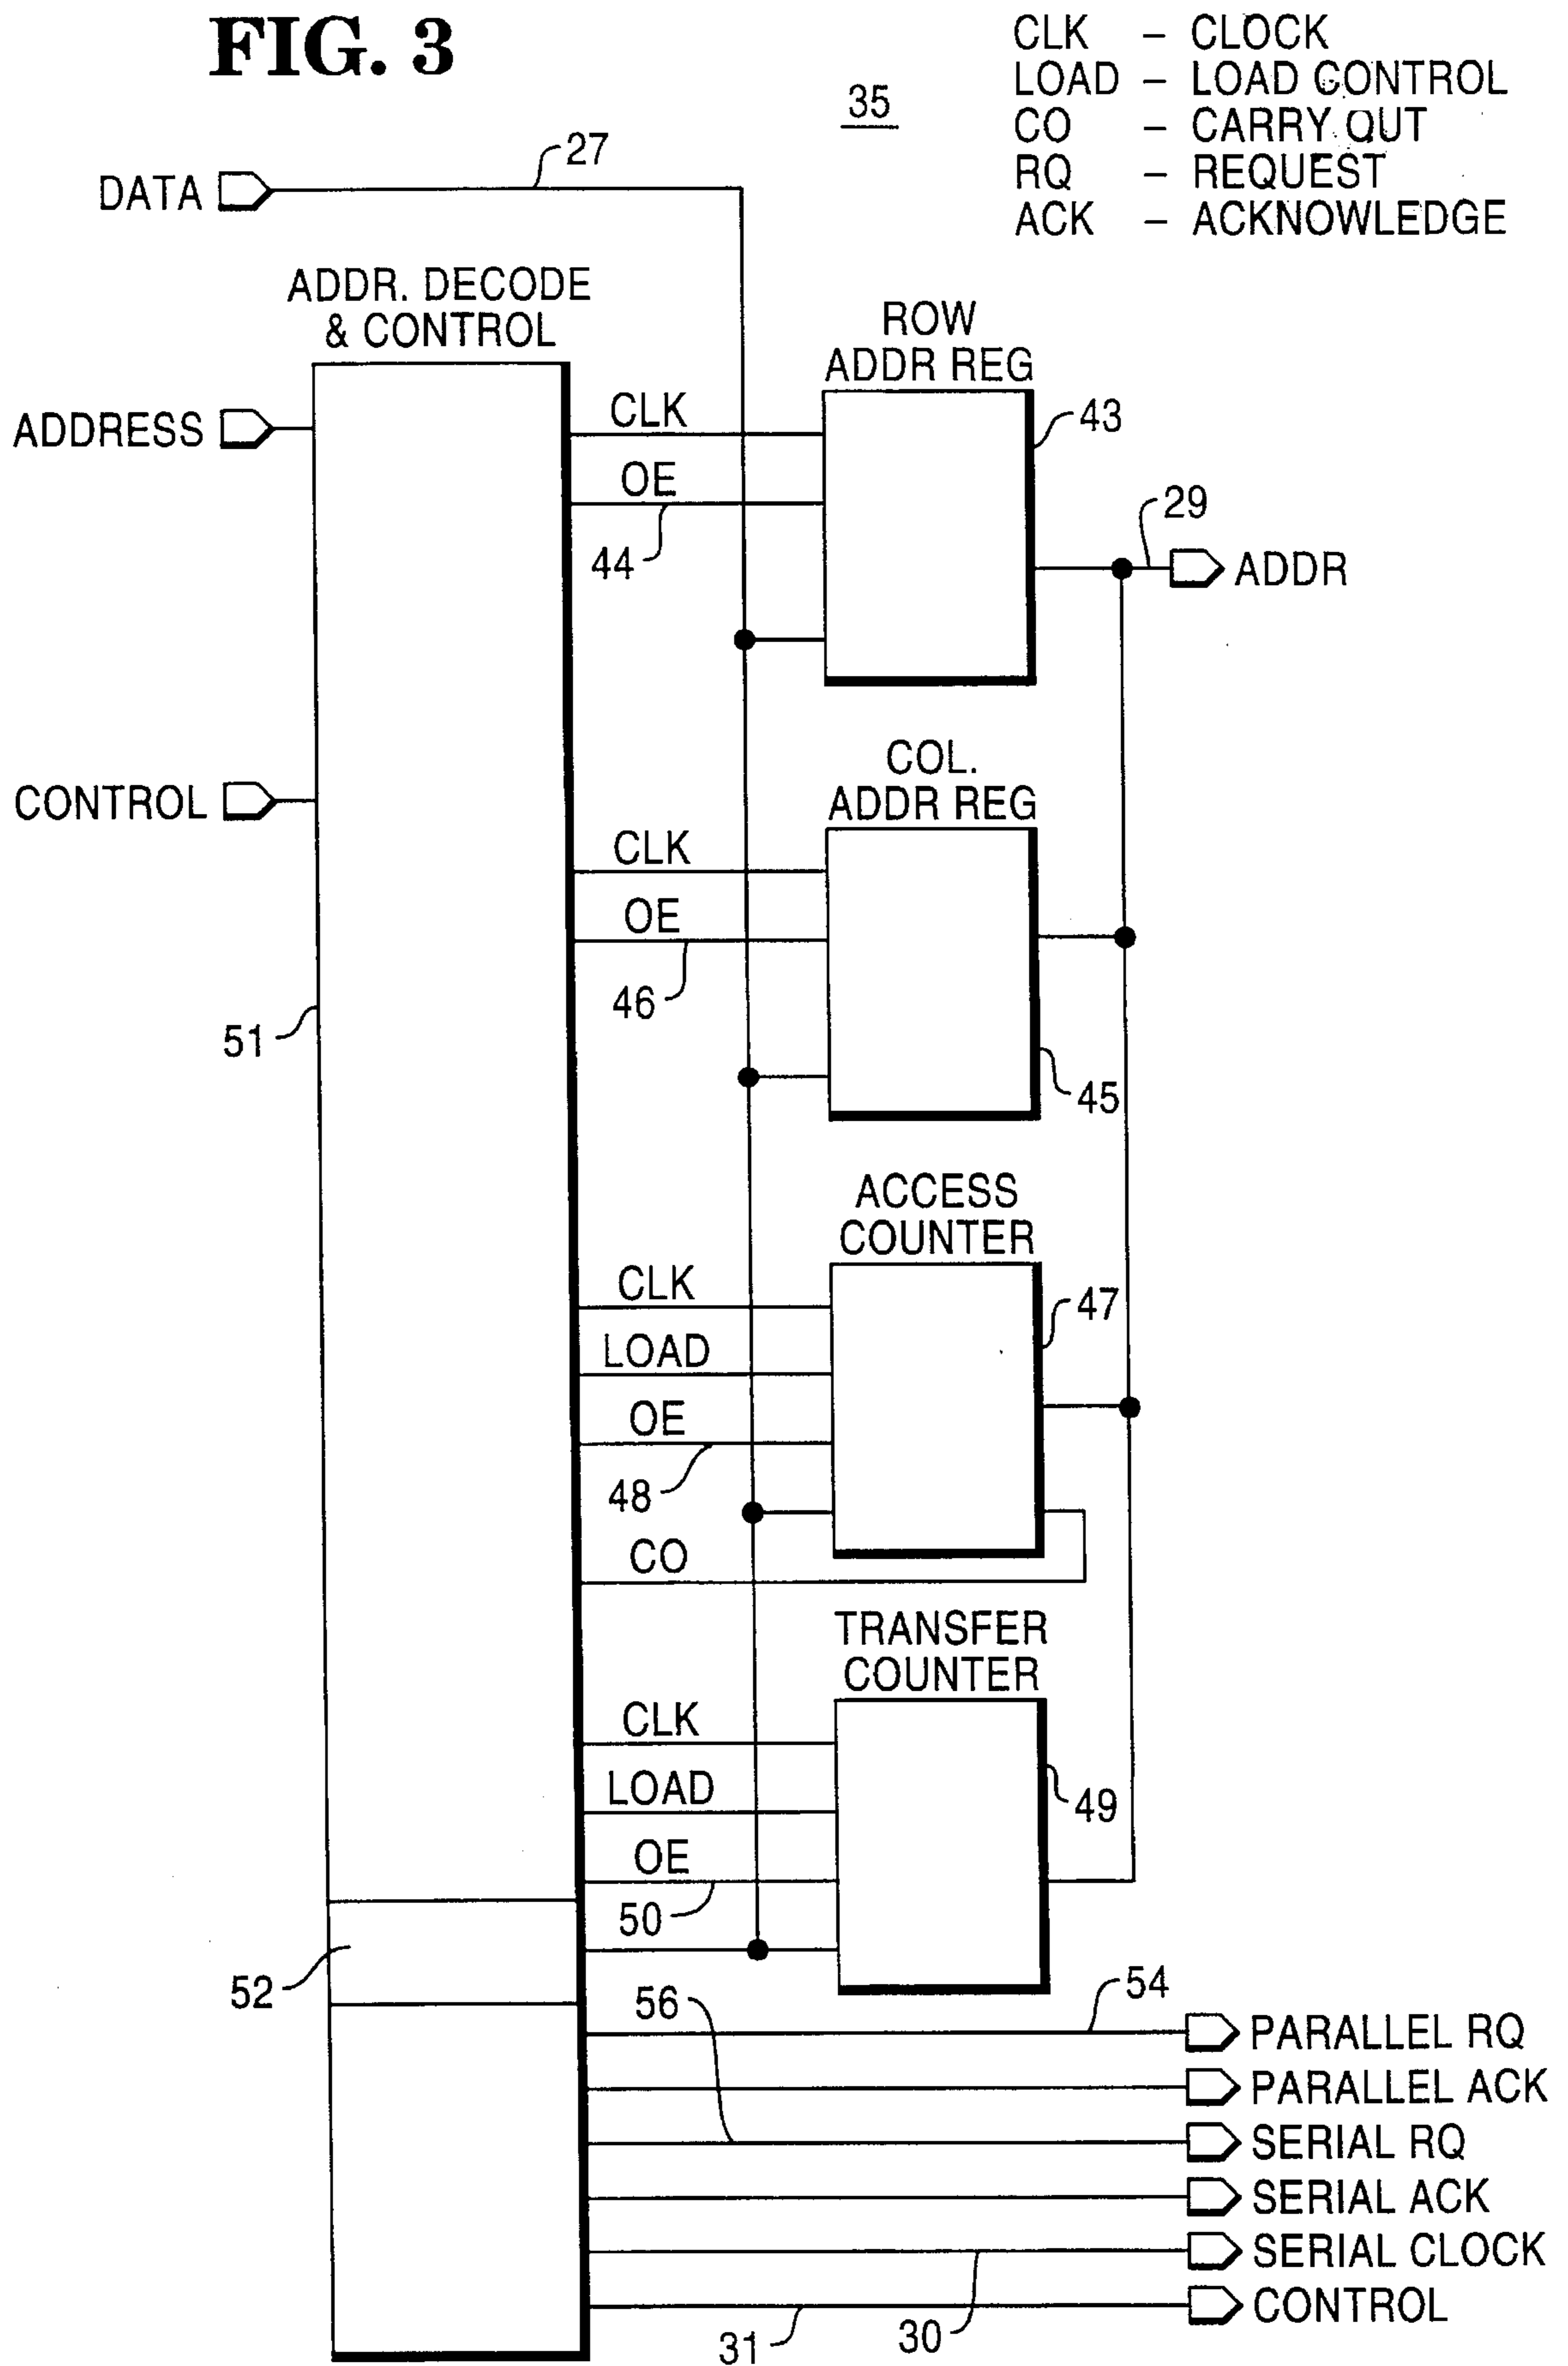 FIG. 3
35
CLK – CLOCK
LOAD – LOAD CONTROL
CO – CARRY OUT
RQ – REQUEST
ACK – ACKNOWLEDGE
DATA
27
ADDR. DECODE
& CONTROL
ROW
ADDR REG
ADDRESS
CLK
43
OE
44
29
ADDR
CONTROL
COL.
ADDR REG
CLK
OE
46
51
45
ACCESS
COUNTER
CLK
47
LOAD
OE
48
CO
TRANSFER
COUNTER
CLK
LOAD
49
OE
50
52
56
54
PARALLEL RQ
PARALLEL ACK
SERIAL RQ
SERIAL ACK
SERIAL CLOCK
30
CONTROL
31